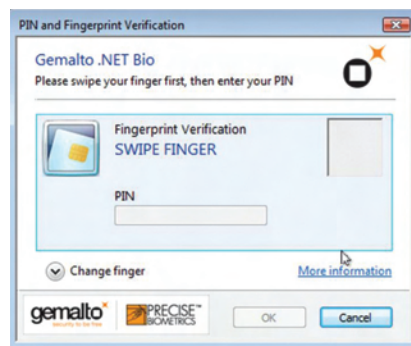 PIN and Fingerprint Verification
Gemalto .NET Bio
Please swipe your finger first, then enter your PIN
Fingerprint Verification
SWIPE FINGER
PIN
Change finger
More information
gemalto
security to be free
PRECISE™
BIOMETRICS
OK
Cancel